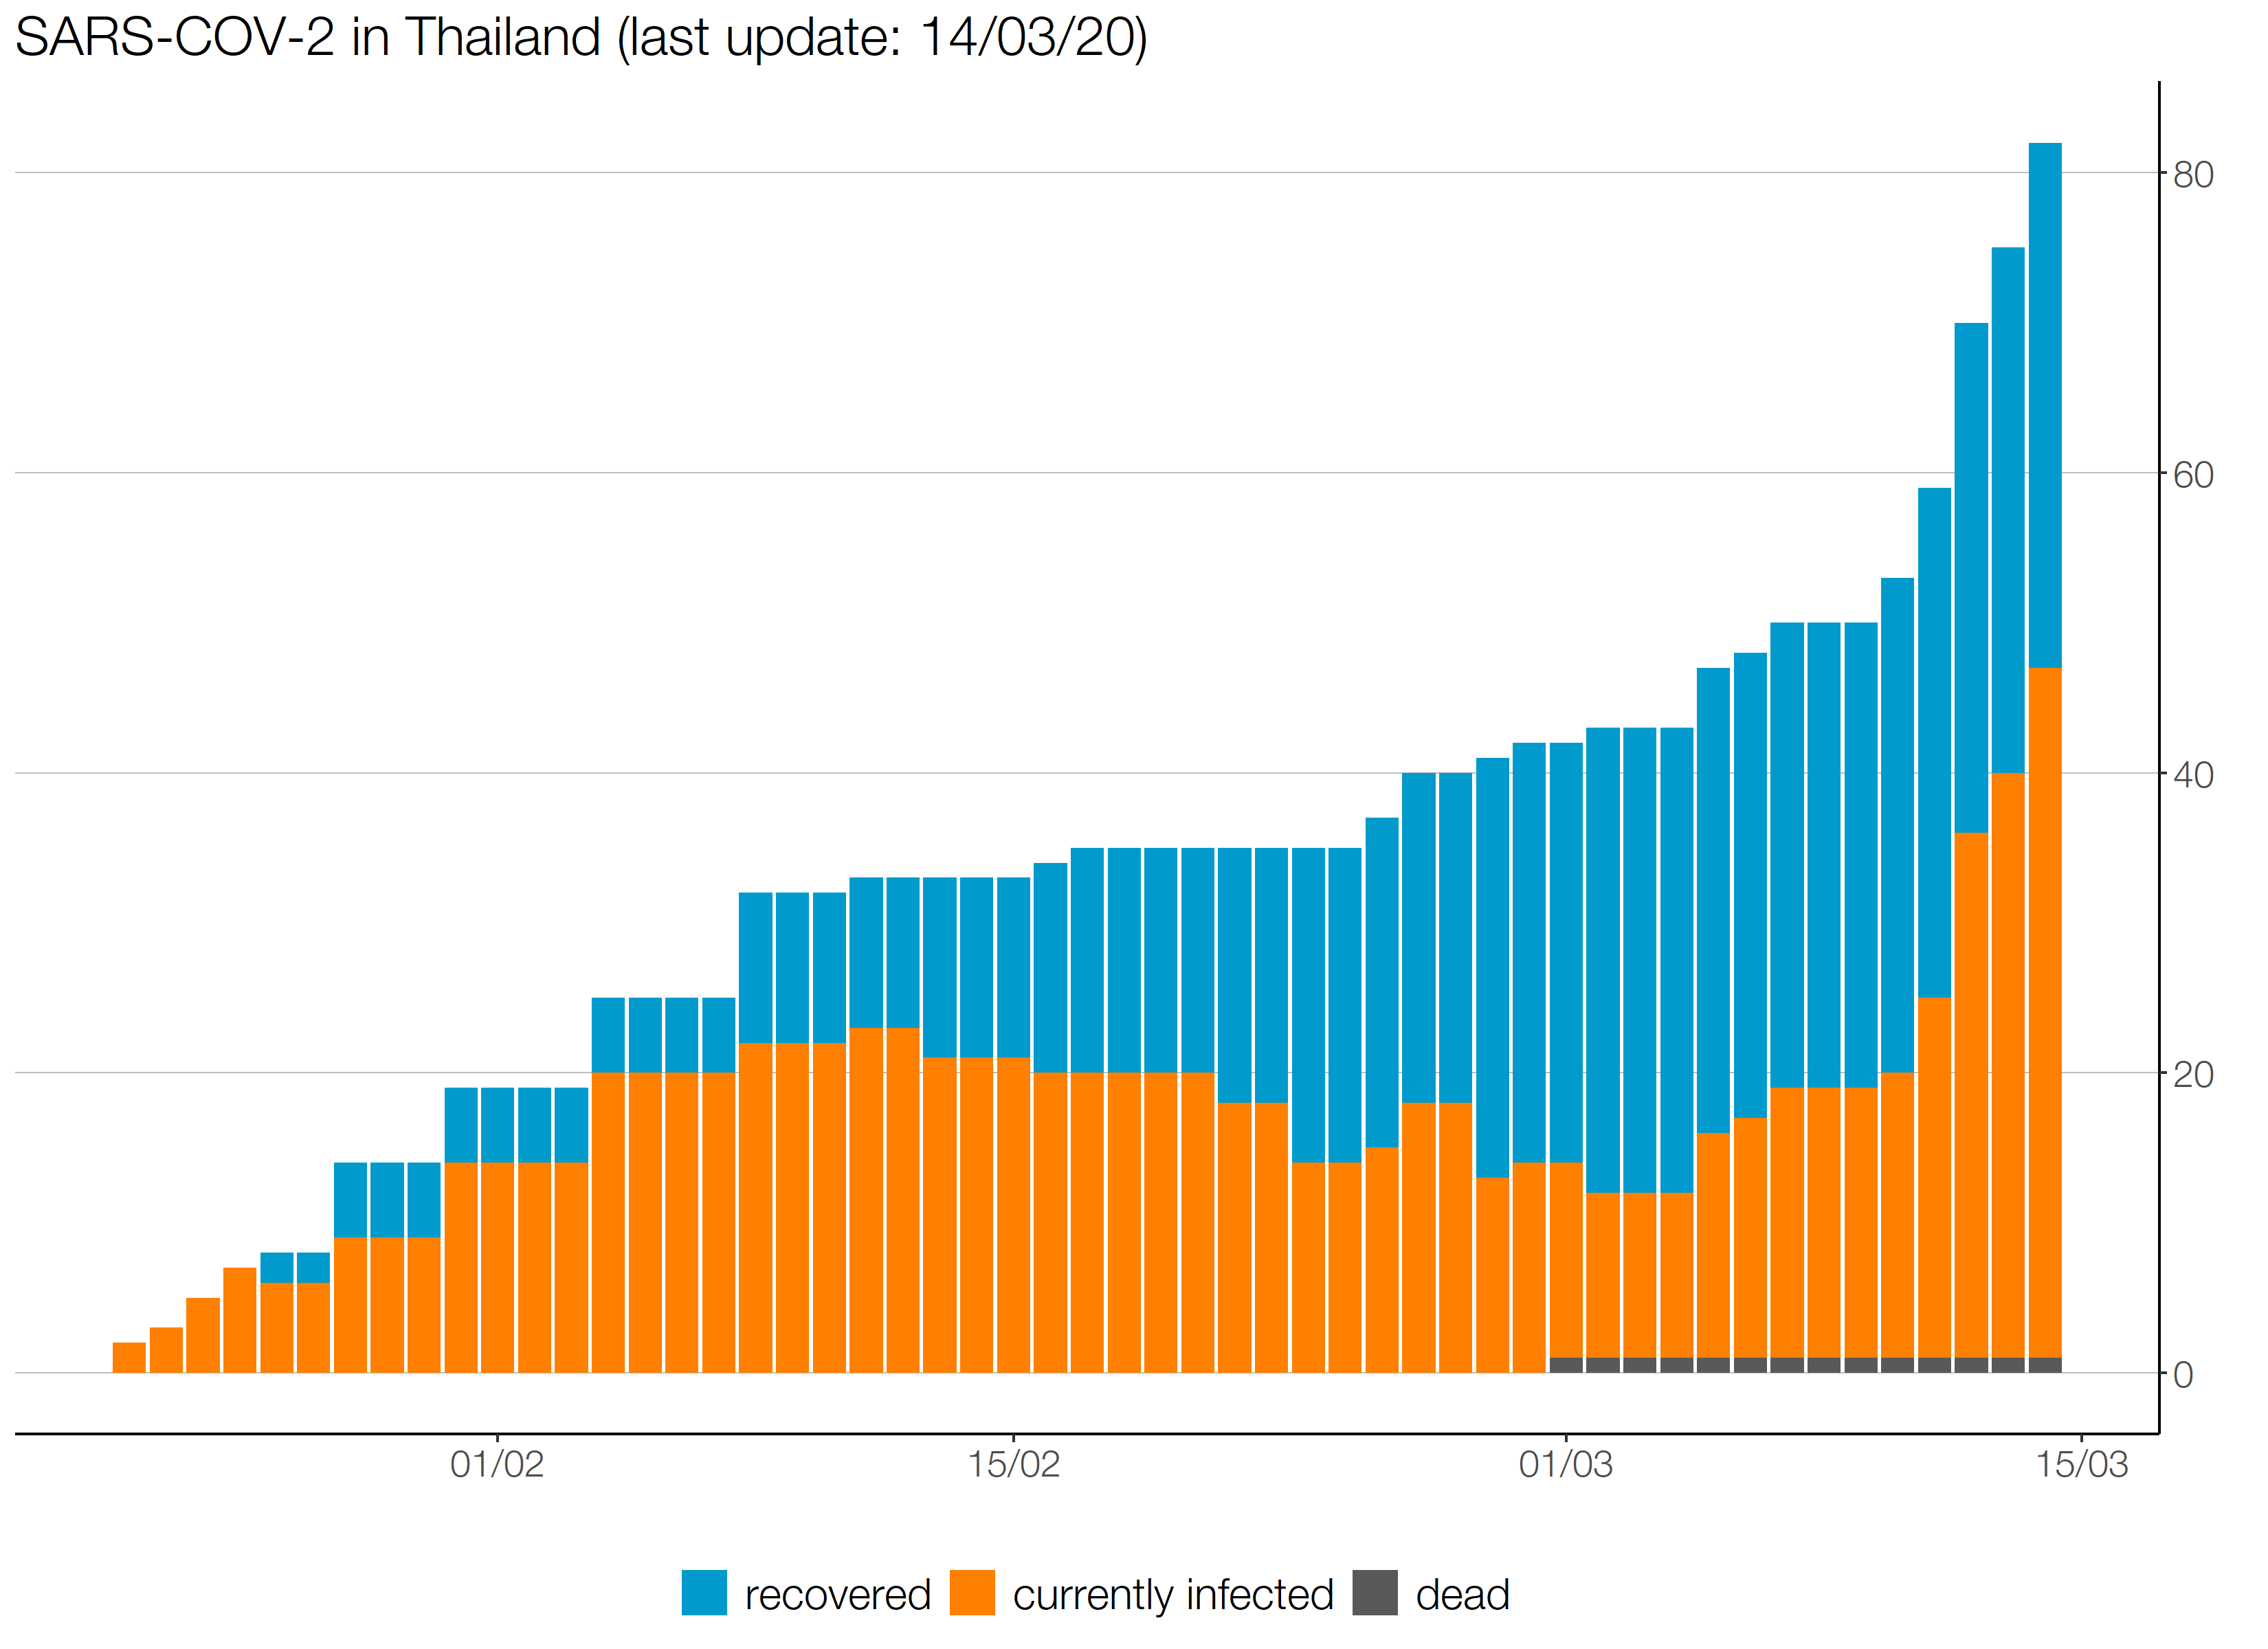 SARS-COV-2 in Thailand (last update: 14/03/20)
80
60
40
20
0
01/02 15/02 01/03 15/03
recovered currently infected dead